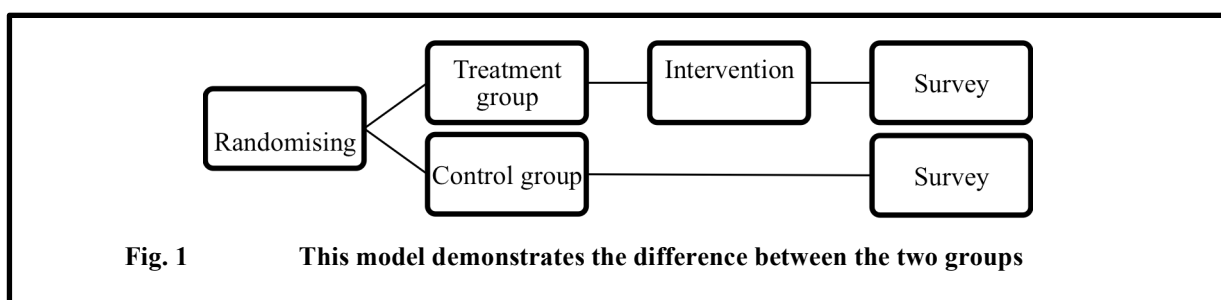 Randomising
Treatment
group
Intervention
Survey
Control group
Survey
Fig. 1 This model demonstrates the difference between the two groups